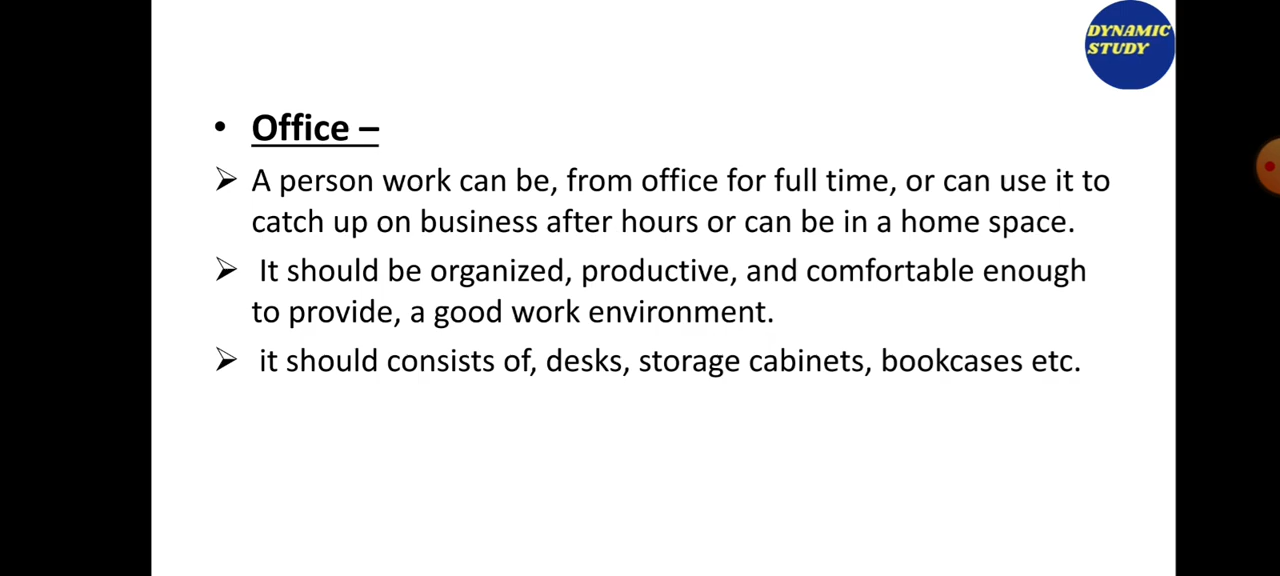 DYNAMIC
STUDY
• Office –
➢ A person work can be, from office for full time, or can use it to
catch up on business after hours or can be in a home space.
➢ It should be organized, productive, and comfortable enough
to provide, a good work environment.
➢ it should consists of, desks, storage cabinets, bookcases etc.